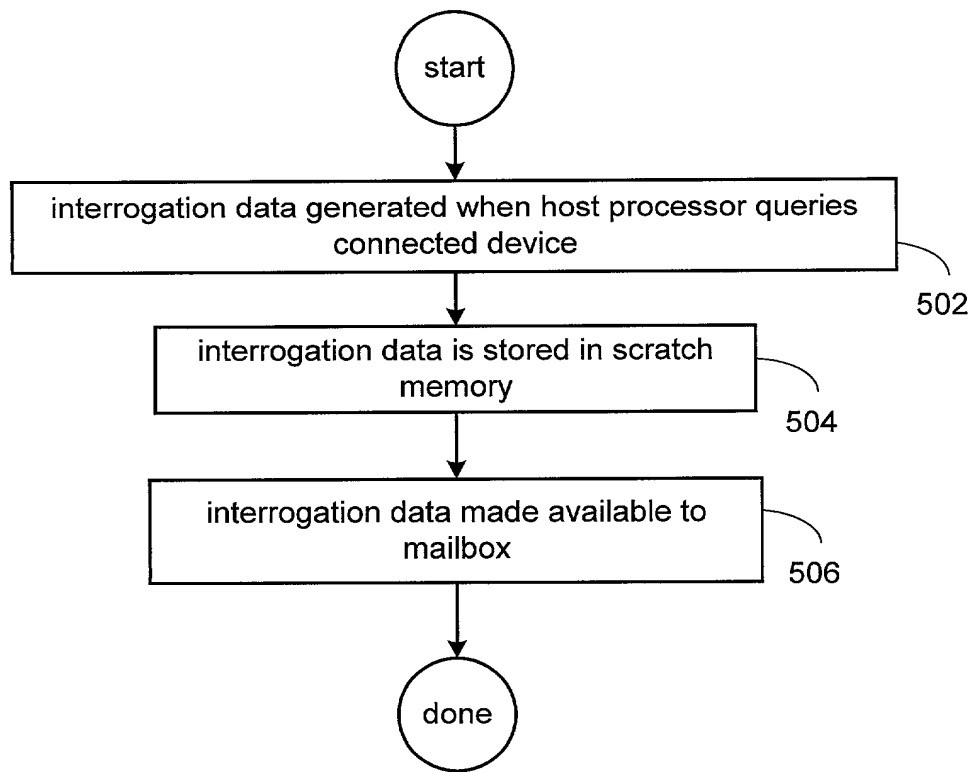 start
interrogation data generated when host processor queries
connected device
502
interrogation data is stored in scratch
memory
504
interrogation data made available to
mailbox
506
done